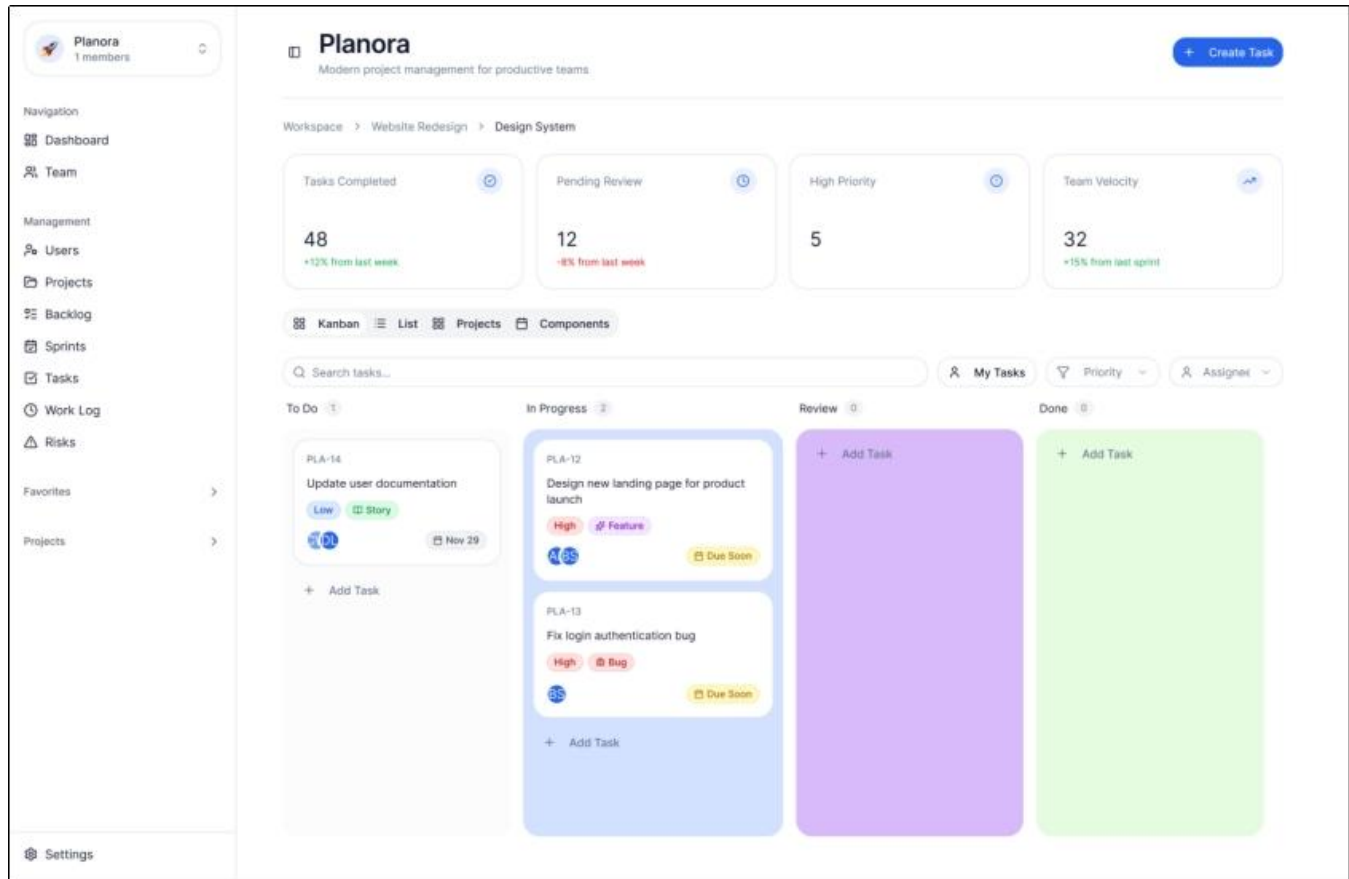 Planora
1 members
Navigation
Dashboard
Team
Management
Users
Projects
Backlog
Sprints
Tasks
Work Log
Risks
Favorites
Projects
Settings
Planora
Modern project management for productive teams
Create Task
Workspace > Website Redesign > Design System
Tasks Completed
48
+12% from last week
Pending Review
12
-8% from last week
High Priority
5
Team Velocity
32
+15% from last sprint
Kanban List Projects Components
Search tasks...
My Tasks
Priority
Assignee
To Do 1
PLA-14
Update user documentation
Low Story
DL
Nov 29
+ Add Task
In Progress 2
PLA-12
Design new landing page for product
launch
High Feature
BS
Due Soon
PLA-13
Fix login authentication bug
High Bug
BS
Due Soon
+ Add Task
Review 0
+ Add Task
Done 0
+ Add Task